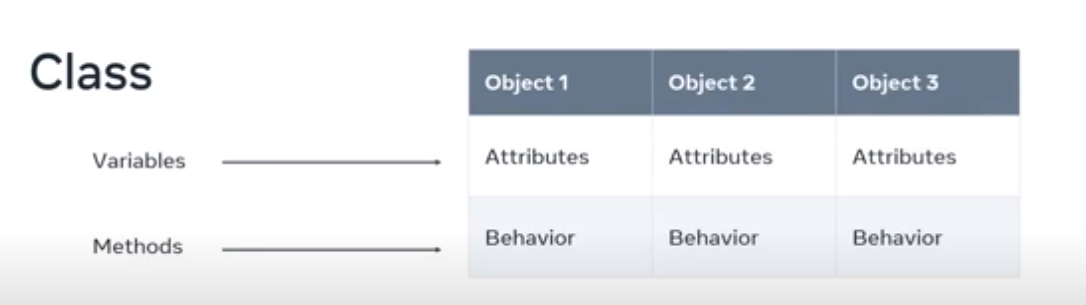 Class
Object 1 Object 2 Object 3
Variables Attributes Attributes Attributes
Methods Behavior Behavior Behavior